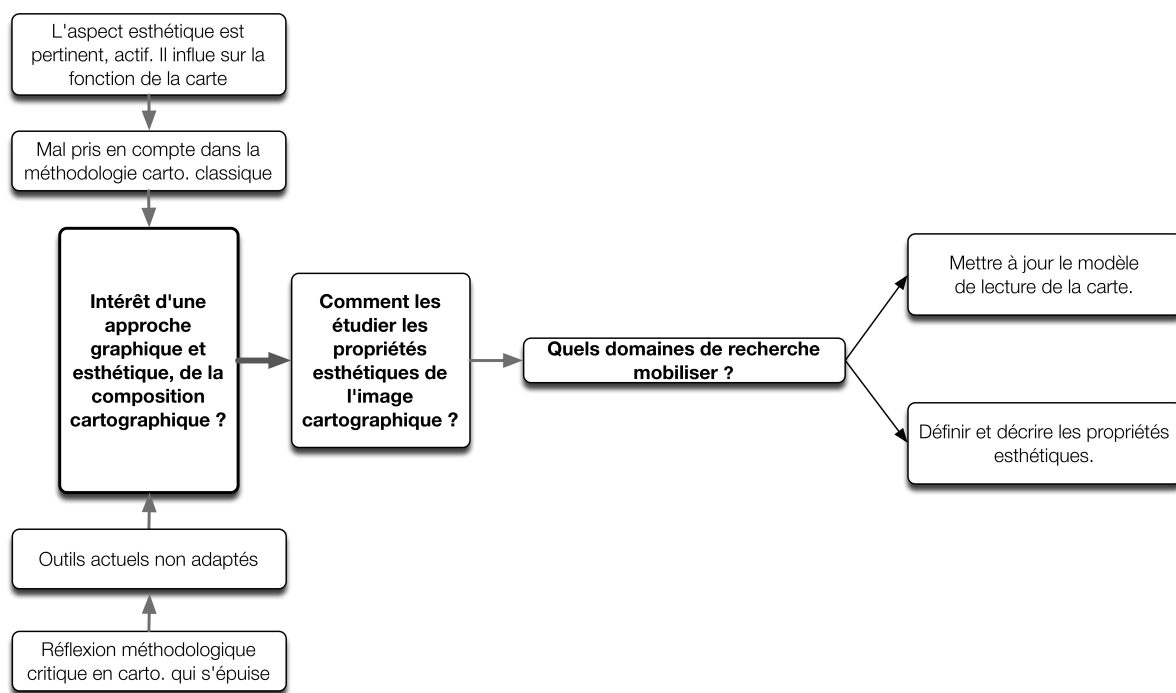 L'aspect esthétique est
pertinent, actif. Il influe sur la
fonction de la carte
Mal pris en compte dans la
méthodologie carto. classique
Intérêt d'une
approche
graphique et
esthétique, de la
composition
cartographique ?
Comment les
étudier les
propriétés
esthétiques de
l'image
cartographique ?
Quels domaines de recherche
mobiliser ?
Mettre à jour le modèle
de lecture de la carte.
Définir et décrire les propriétés
esthétiques.
Outils actuels non adaptés
Réflexion méthodologique
critique en carto. qui s'épuise